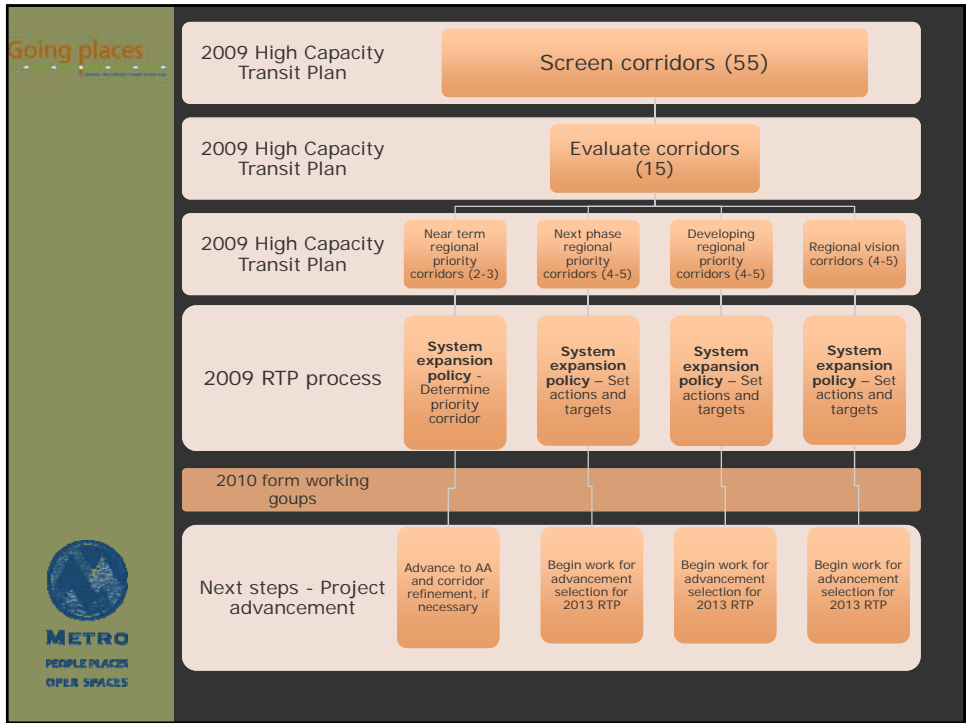 Going places
2009 High Capacity
Transit Plan
Screen corridors (55)
2009 High Capacity
Transit Plan
Evaluate corridors
(15)
2009 High Capacity
Transit Plan
Near term
regional
priority
corridors (2-3)
Next phase
regional
priority
corridors (4-5)
Developing
regional
priority
corridors (4-5)
Regional vision
corridors (4-5)
2009 RTP process
System
expansion
policy -
Determine
priority
corridor
System
expansion
policy – Set
actions and
targets
System
expansion
policy – Set
actions and
targets
System
expansion
policy – Set
actions and
targets
2010 form working
goups
Next steps - Project
advancement
Advance to AA
and corridor
refinement, if
necessary
Begin work for
advancement
selection for
2013 RTP
Begin work for
advancement
selection for
2013 RTP
Begin work for
advancement
selection for
2013 RTP
METRO
PEOPLE PLACES
OPEN SPACES